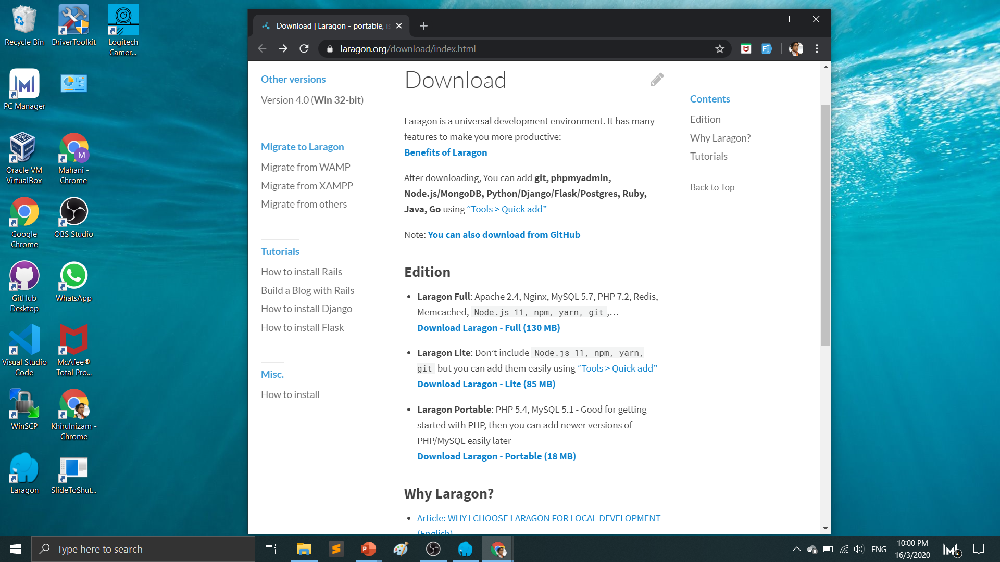 Recycle Bin
DriverToolkit
Logitech
Camer...
PC Manager
Oracle VM
VirtualBox
M
Mahani -
Chrome
Google
Chrome
OBS Studio
GitHub
Desktop
WhatsApp
Visual Studio
Code
McAfee®
Total Pro...
WinSCP
Khirulnizam -
Chrome
Laragon
SlideToShut...
Download | Laragon - portable, is
laragon.org/download/index.html
Other versions
Version 4.0 (Win 32-bit)
Migrate to Laragon
Migrate from WAMP
Migrate from XAMPP
Migrate from others
Tutorials
How to install Rails
Build a Blog with Rails
How to install Django
How to install Flask
Misc.
How to install
Download
Laragon is a universal development environment. It has many
features to make you more productive:
Benefits of Laragon
After downloading, You can add git, phpmyadmin,
Node.js/MongoDB, Python/Django/Flask/Postgres, Ruby,
Java, Go using “Tools > Quick add”
Note: You can also download from GitHub
Edition
• Laragon Full: Apache 2.4, Nginx, MySQL 5.7, PHP 7.2, Redis,
Memcached, Node.js 11, npm, yarn, git ,…
Download Laragon - Full (130 MB)
• Laragon Lite: Don’t include Node.js 11, npm, yarn,
git but you can add them easily using “Tools > Quick add”
Download Laragon - Lite (85 MB)
• Laragon Portable: PHP 5.4, MySQL 5.1 - Good for getting
started with PHP, then you can add newer versions of
PHP/MySQL easily later
Download Laragon - Portable (18 MB)
Why Laragon?
• Article: WHY I CHOOSE LARAGON FOR LOCAL DEVELOPMENT
(English)
Contents
Edition
Why Laragon?
Tutorials
Back to Top
Type here to search
ENG
10:00 PM
16/3/2020
2